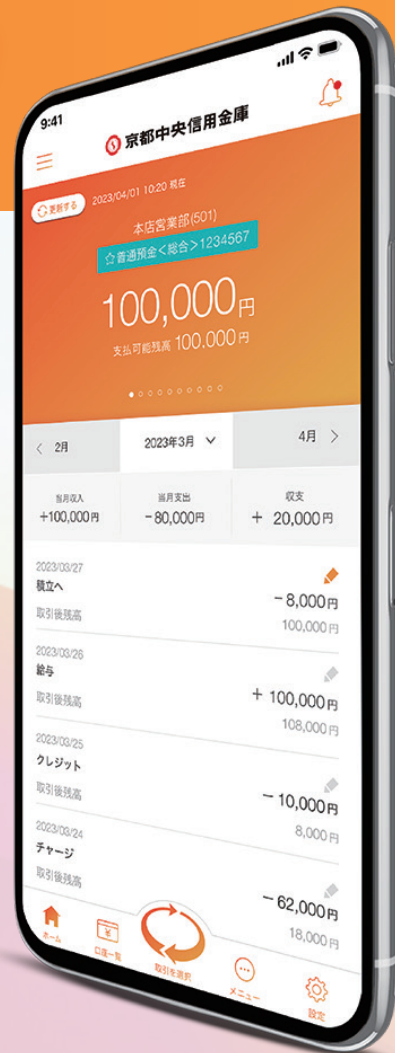 9:41
京都中央信用金庫
更新する 2023/04/01 10:20 現在
本店営業部(501)
☆普通預金<総合>1234567
100,000円
支払可能残高 100.000円
< 2月 2023年3月 ∨ 4月 >
当月収入 当月支出 収支
+100,000円 -80,000円 + 20,000円
2023/03/27
積立へ
-8,000円
取引後残高 100,000円
2023/03/26
給与
+ 100,000円
取引後残高 108,000円
2023/03/25
クレジット
- 10,000円
取引後残高 8,000円
2023/03/24
チャージ
- 62,000円
取引後残高 18,000円
ホーム 口座一覧 取引を選択 メニュー 設定